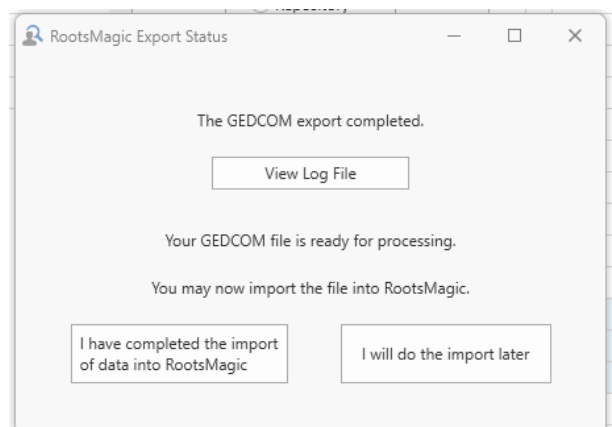 Repository
RootsMagic Export Status
The GEDCOM export completed.
View Log File
Your GEDCOM file is ready for processing.
You may now import the file into RootsMagic.
I have completed the import
of data into RootsMagic
I will do the import later